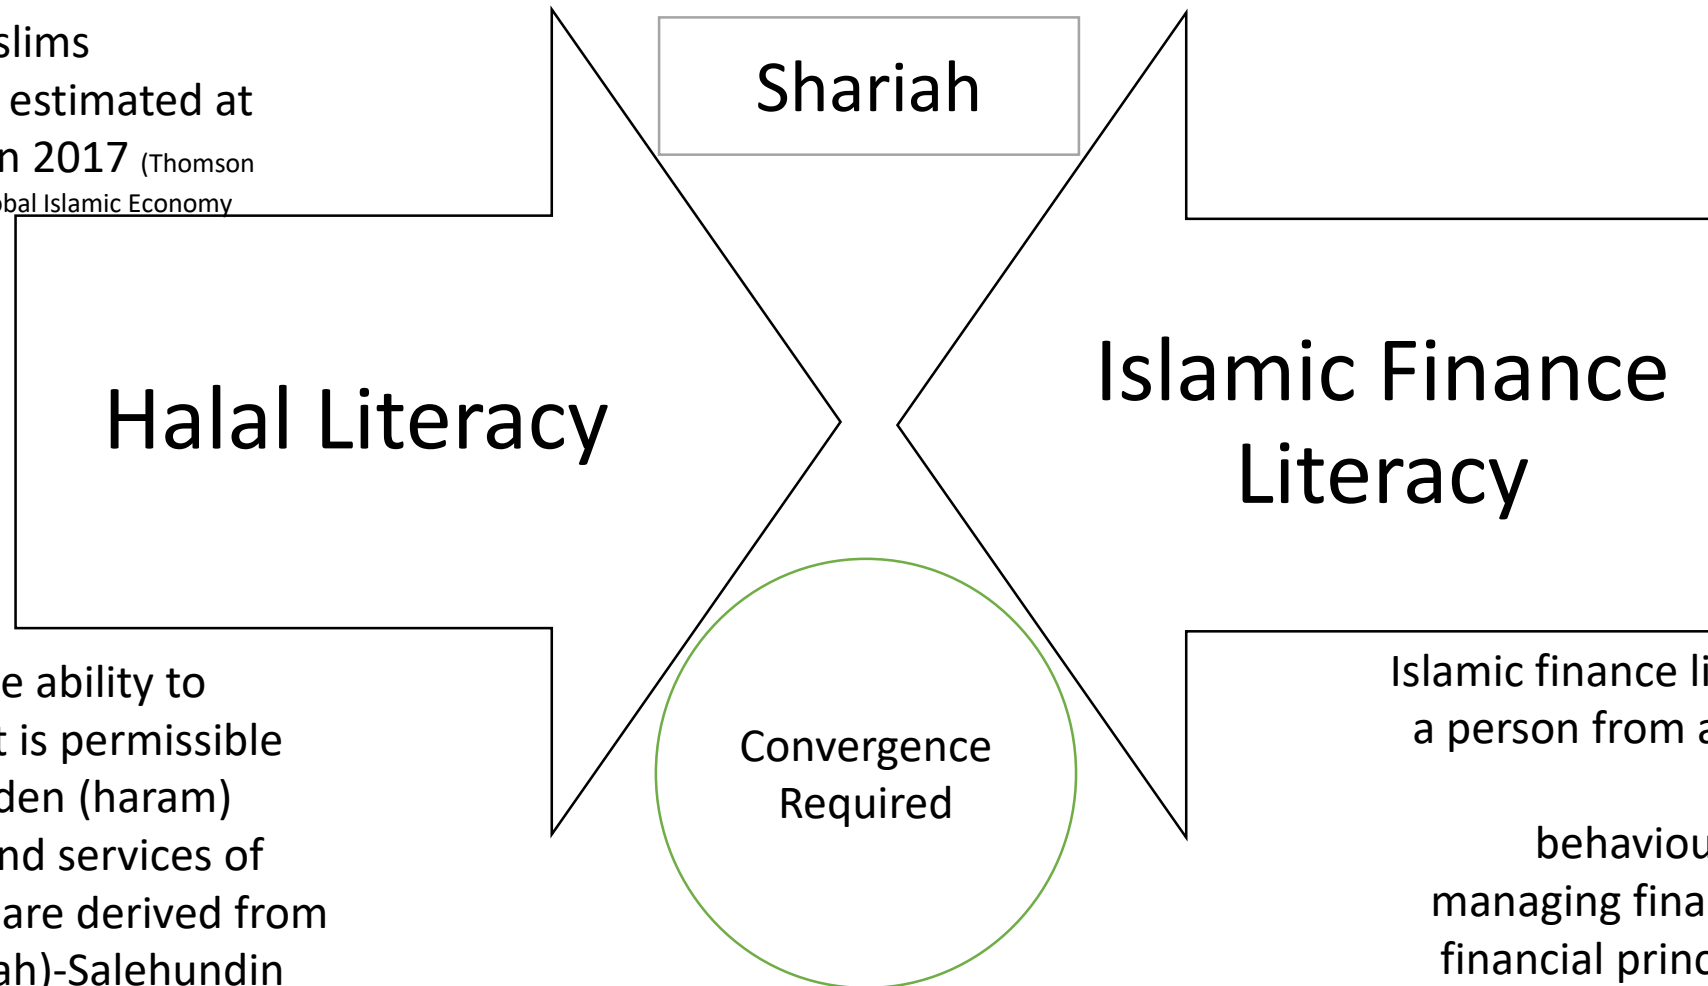 slims
estimated at
n 2017 (Thomson
obal Islamic Economy
Shariah
Halal Literacy
Islamic Finance
Literacy
e ability to
t is permissible
den (haram)
nd services of
are derived from
ah)-Salehundin
Convergence
Required
Islamic finance li
a person from a
behaviou
managing fina
financial princ